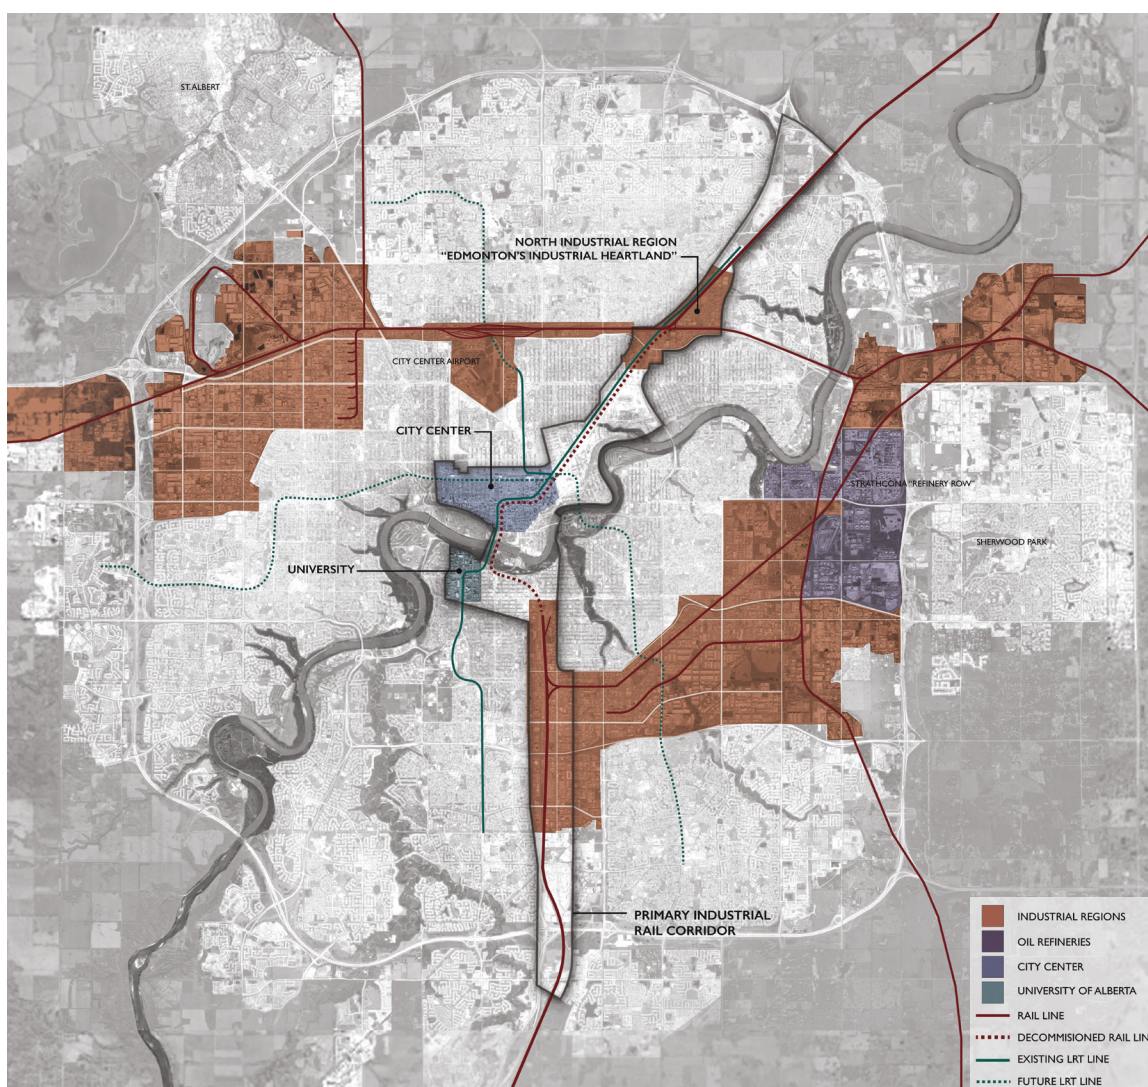 ST.ALBERT
NORTH INDUSTRIAL REGION
“EDMONTON'S INDUSTRIAL HEARTLAND”
CITY CENTER AIRPORT
CITY CENTER
STRATHCONA “REFINERY ROW”
SHERWOOD PARK
UNIVERSITY
PRIMARY INDUSTRIAL
RAIL CORRIDOR
INDUSTRIAL REGIONS
OIL REFINERIES
CITY CENTER
UNIVERSITY OF ALBERTA
RAIL LINE
DECOMMISIONED RAIL LIN
EXISTING LRT LINE
FUTURE LRT LINE